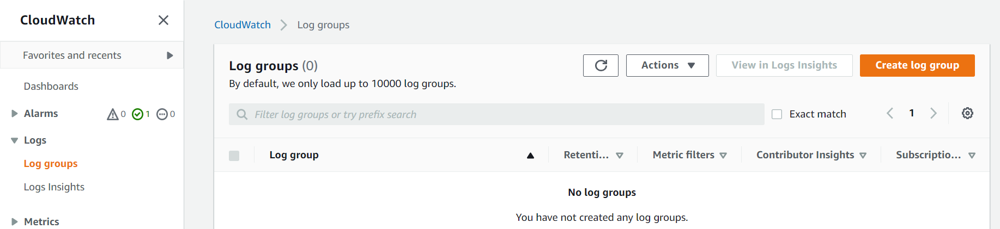 CloudWatch
Favorites and recents
Dashboards
Alarms 0 1 0
Logs
Log groups
Logs Insights
Metrics
CloudWatch Log groups
Log groups (0)
By default, we only load up to 10000 log groups.
Actions View in Logs Insights Create log group
Filter log groups or try prefix search Exact match 1
Log group Retenti... Metric filters Contributor Insights Subscriptio...
No log groups
You have not created any log groups.